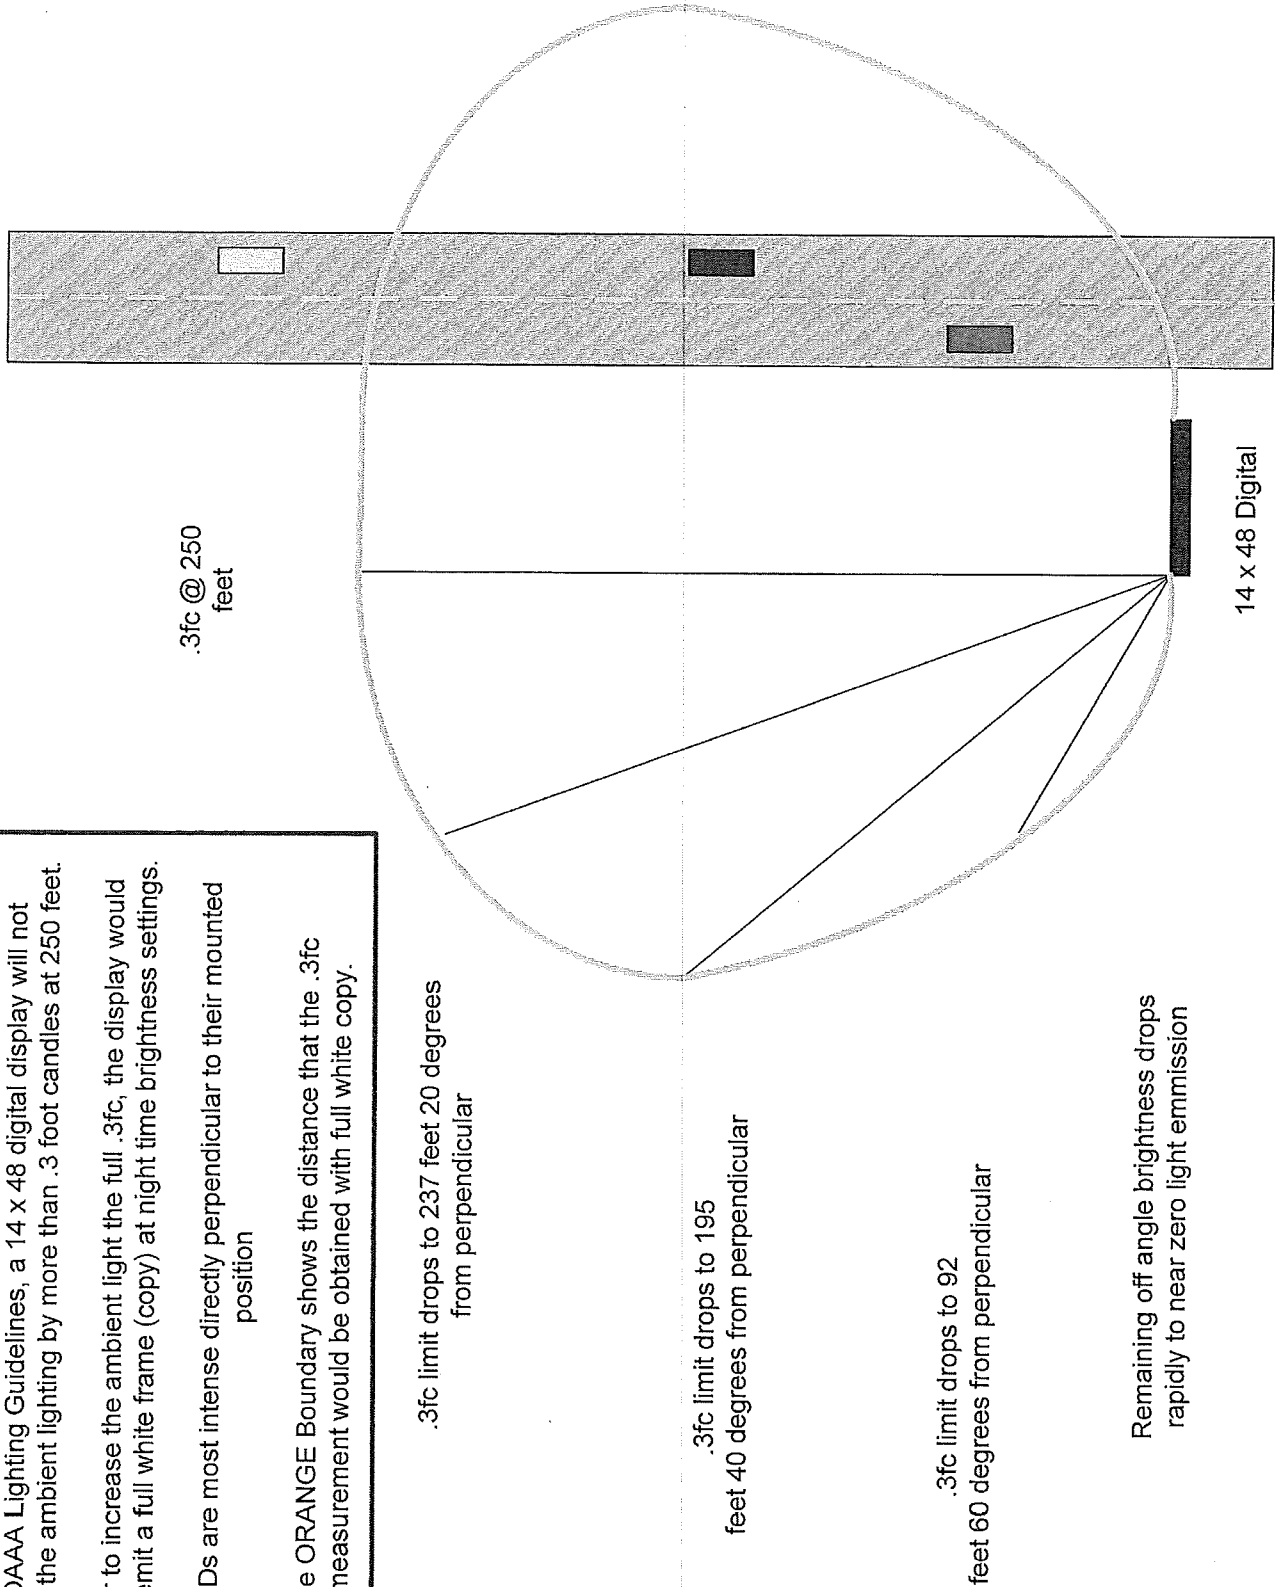 AAA Lighting Guidelines, a 14 x 48 digital display will not
the ambient lighting by more than .3 foot candles at 250 feet.
to increase the ambient light the full .3fc, the display would
emit a full white frame (copy) at night time brightness settings.
Ds are most intense directly perpendicular to their mounted
position
e ORANGE Boundary shows the distance that the .3fc
measurement would be obtained with full white copy.
.3fc @ 250
feet
.3fc limit drops to 237 feet 20 degrees
from perpendicular
.3fc limit drops to 195
feet 40 degrees from perpendicular
.3fc limit drops to 92
feet 60 degrees from perpendicular
Remaining off angle brightness drops
rapidly to near zero light emmission
14 x 48 Digital